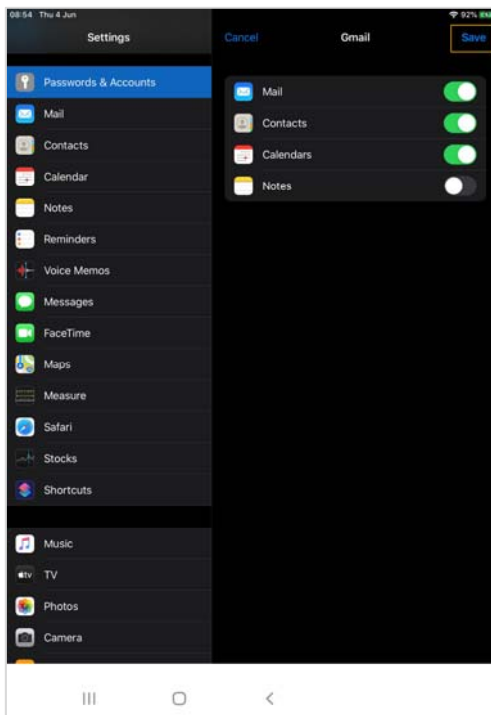 08:54 Thu 4 Jun
92%
Settings
Cancel
Gmail
Save
Passwords & Accounts
Mail
Contacts
Calendar
Notes
Reminders
Voice Memos
Messages
FaceTime
Maps
Measure
Safari
Stocks
Shortcuts
Music
tv
TV
Photos
Camera
Mail
Contacts
Calendars
Notes